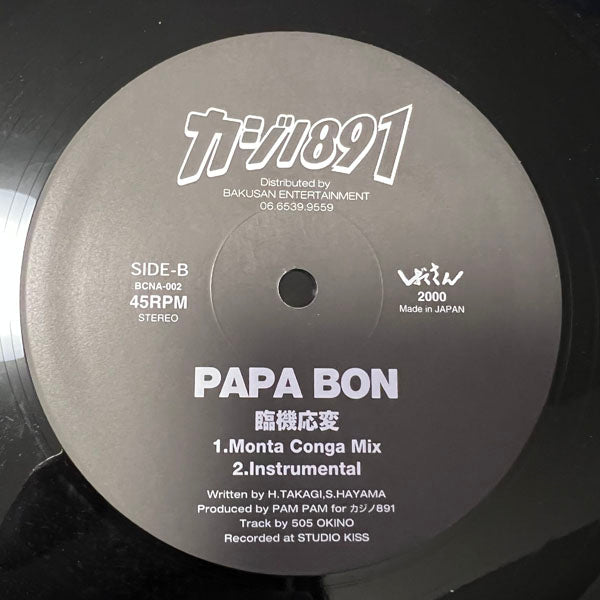 カジノ891
Distributed by
BAKUSAN ENTERTAINMENT
06.6539.9559
SIDE-B
BCNA-002
45RPM
STEREO
2000
Made in JAPAN
PAPA BON
臨機応変
1.Monta Conga Mix
2.Instrumental
Written by H.TAKAGI,S.HAYAMA
Produced by PAM PAM for カジノ891
Track by 505 OKINO
Recorded at STUDIO KISS